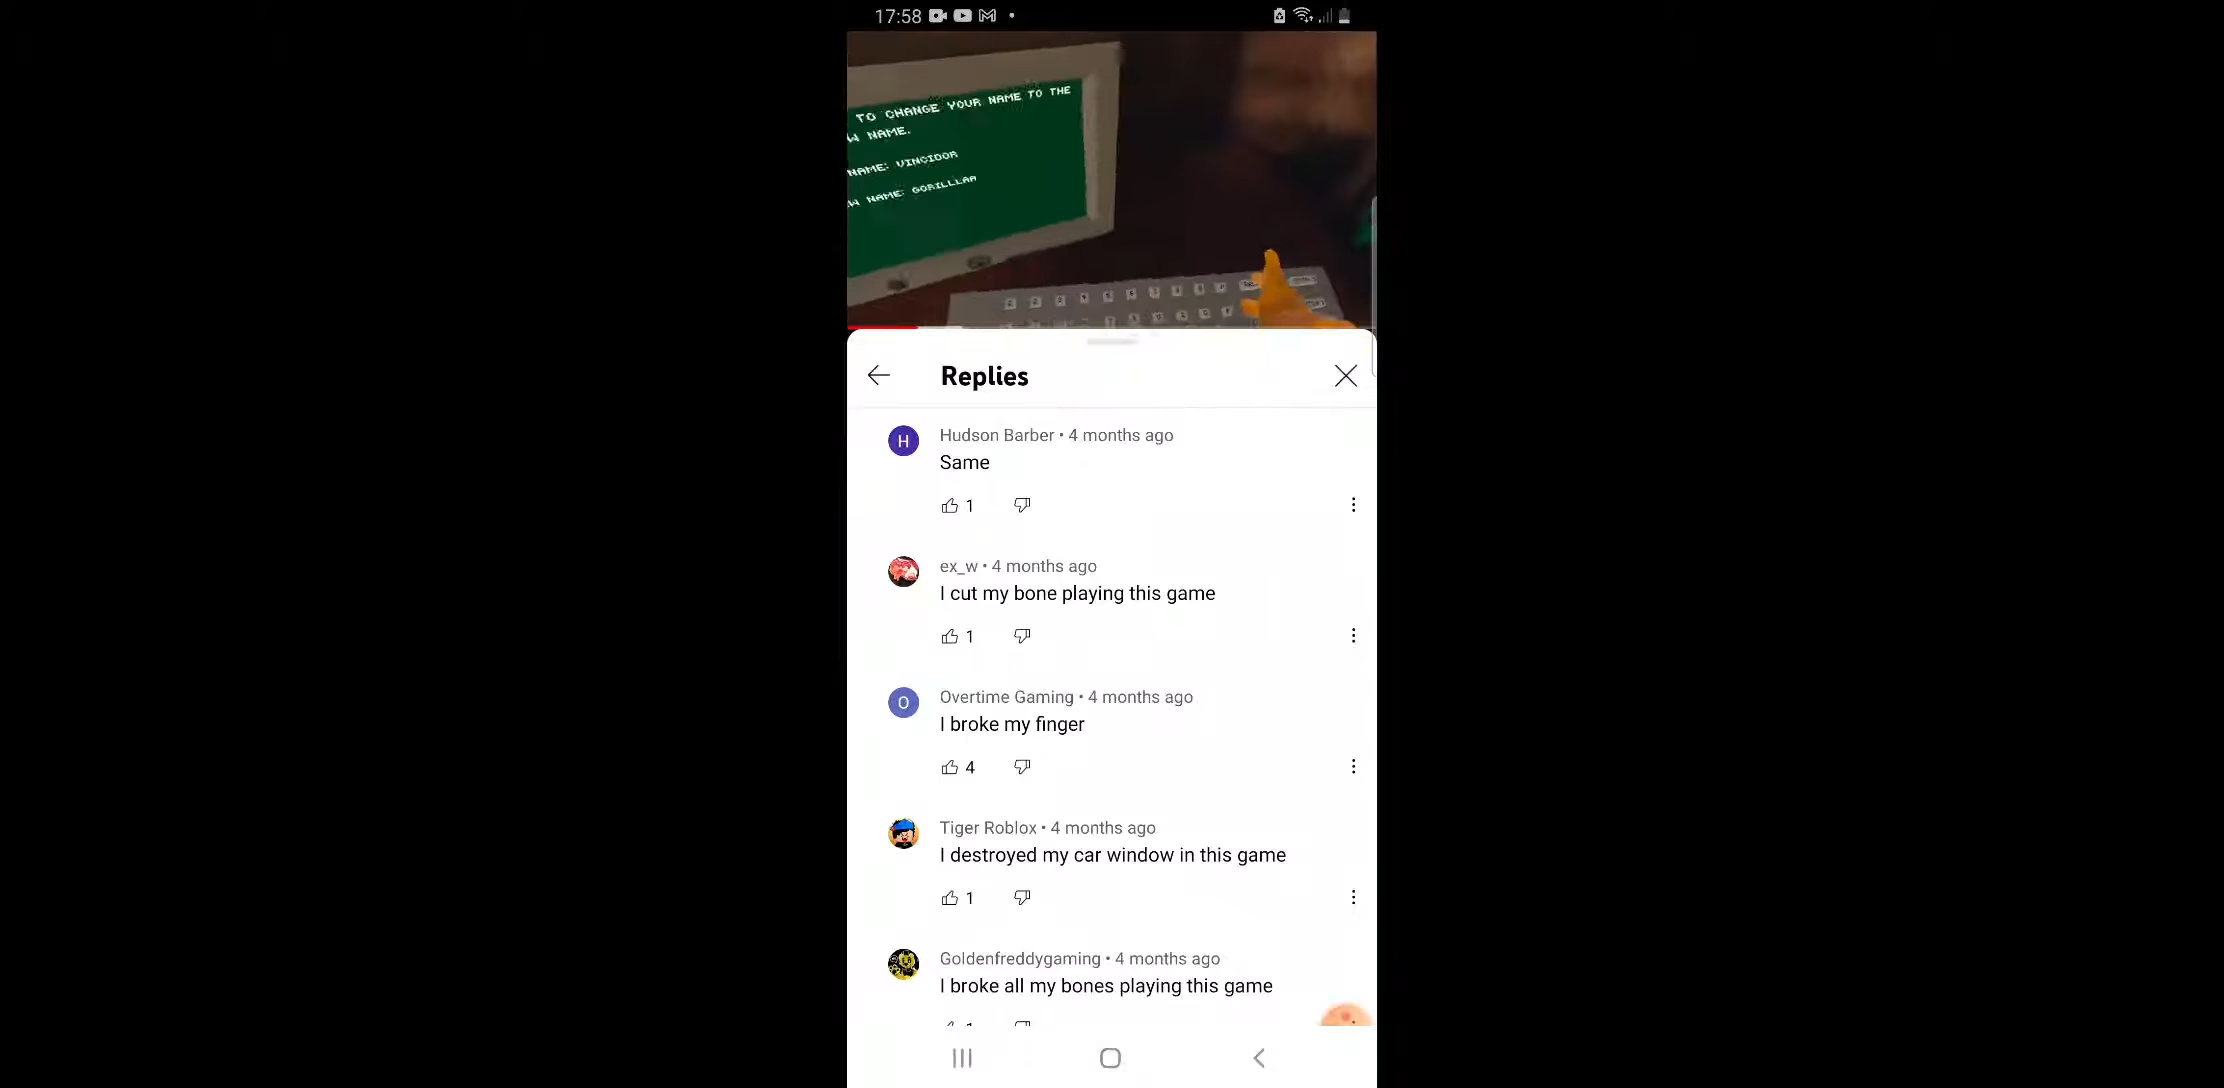 17:58
TO CHANGE YOUR NAME TO THE
W NAME.
NAME: VINCIDOR
W NAME: GORILLLAA
Replies
H
Hudson Barber • 4 months ago
Same
1
ex_w • 4 months ago
I cut my bone playing this game
1
O
Overtime Gaming • 4 months ago
I broke my finger
4
Tiger Roblox • 4 months ago
I destroyed my car window in this game
1
Goldenfreddygaming • 4 months ago
I broke all my bones playing this game